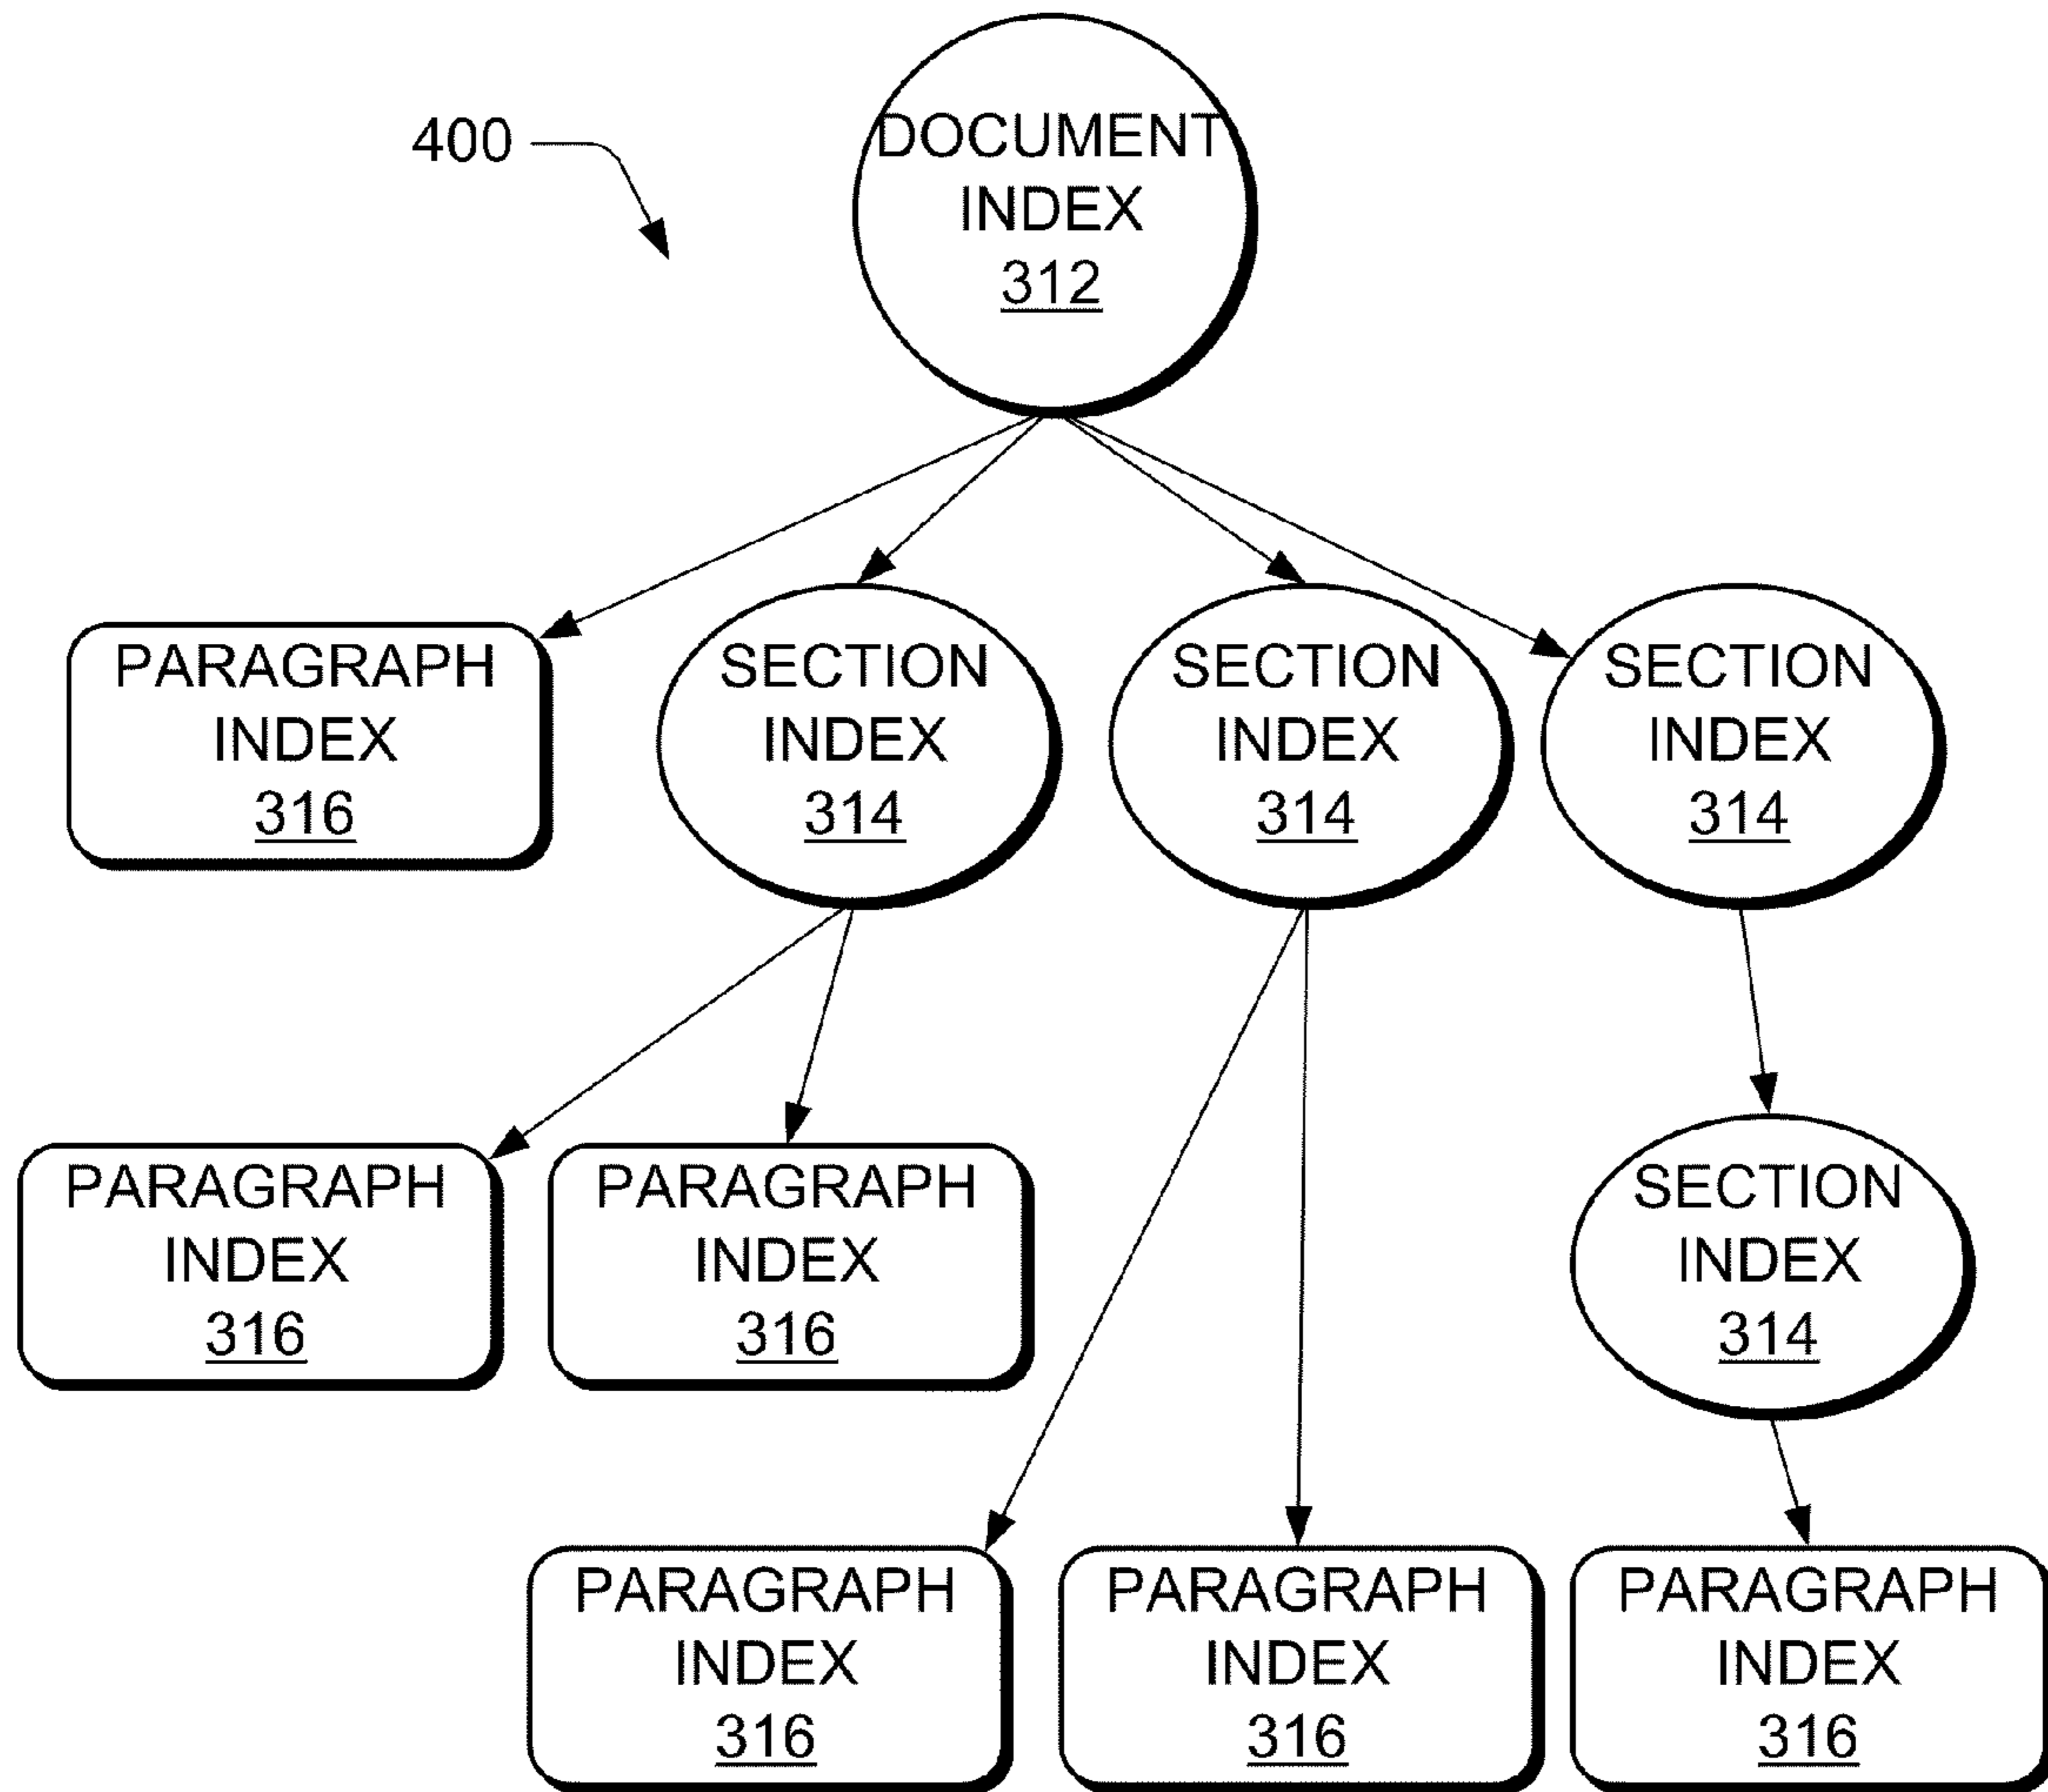 400
DOCUMENT
INDEX
312
PARAGRAPH
INDEX
316
SECTION
INDEX
314
SECTION
INDEX
314
SECTION
INDEX
314
PARAGRAPH
INDEX
316
PARAGRAPH
INDEX
316
SECTION
INDEX
314
PARAGRAPH
INDEX
316
PARAGRAPH
INDEX
316
PARAGRAPH
INDEX
316